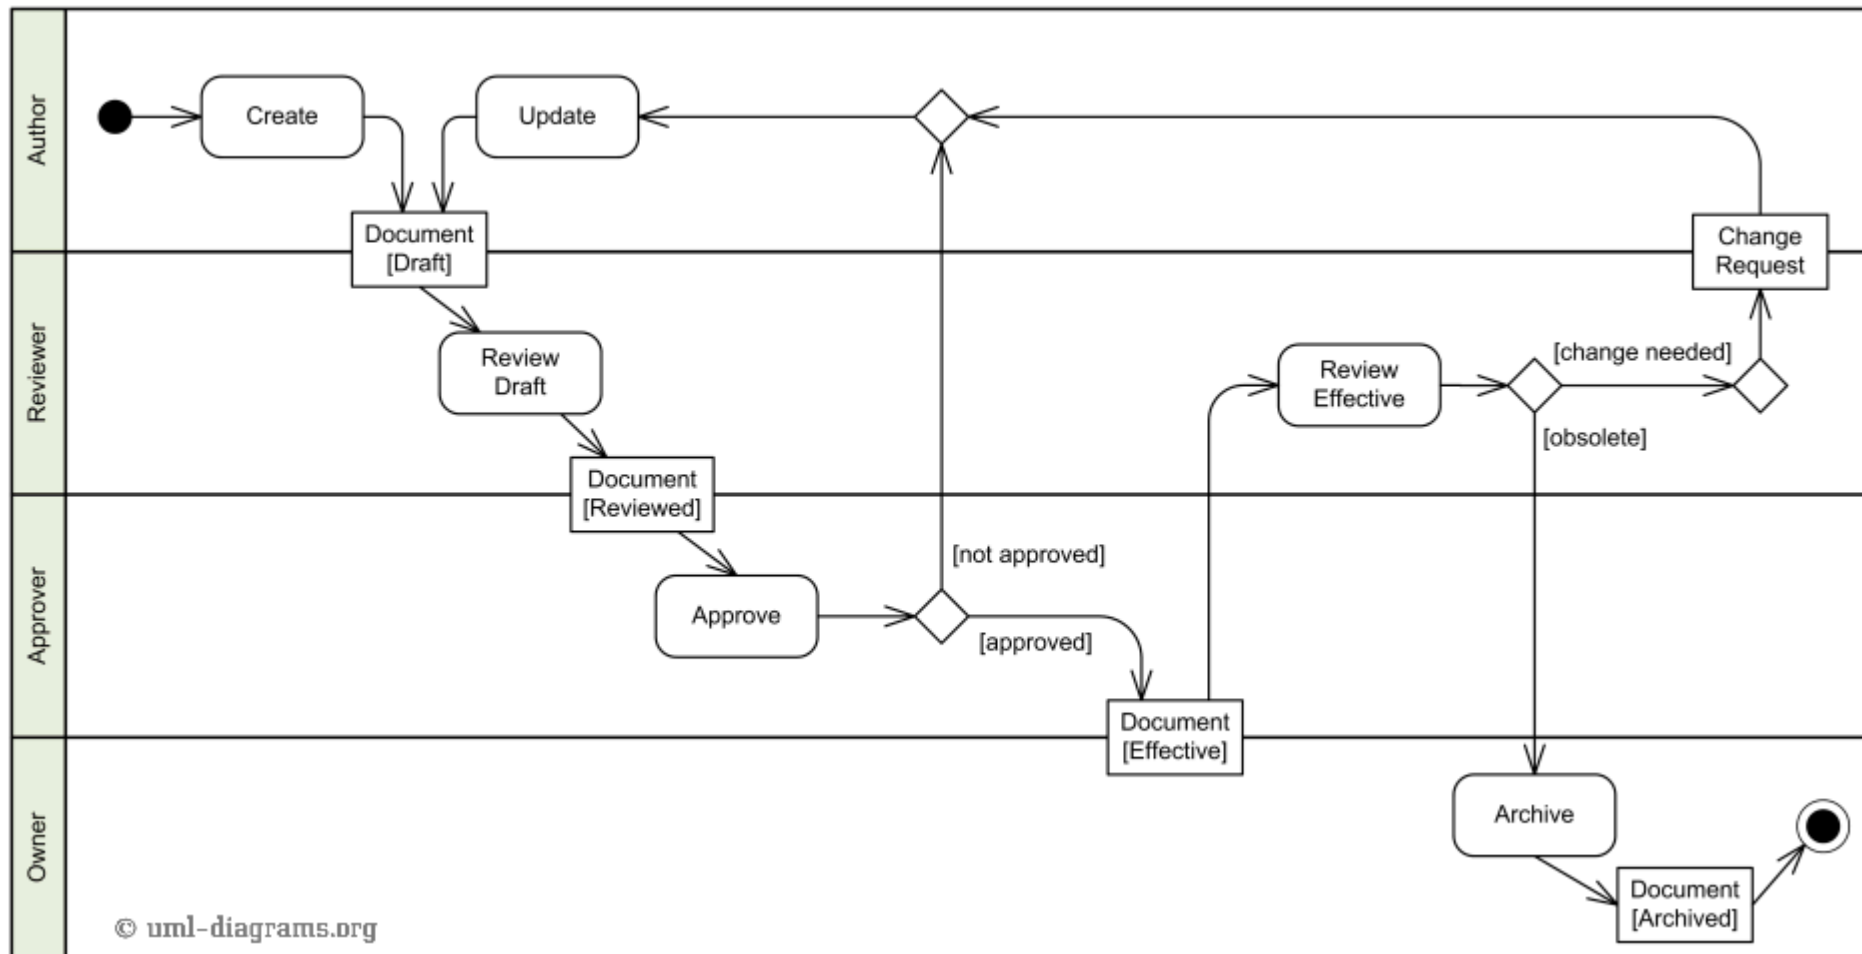 Author
Create
Update
Document
[Draft]
Change
Request
Reviewer
Review
Draft
Review
Effective
[change needed]
[obsolete]
Document
[Reviewed]
Approver
[not approved]
Approve
[approved]
Document
[Effective]
Owner
Archive
Document
[Archived]
© uml-diagrams.org